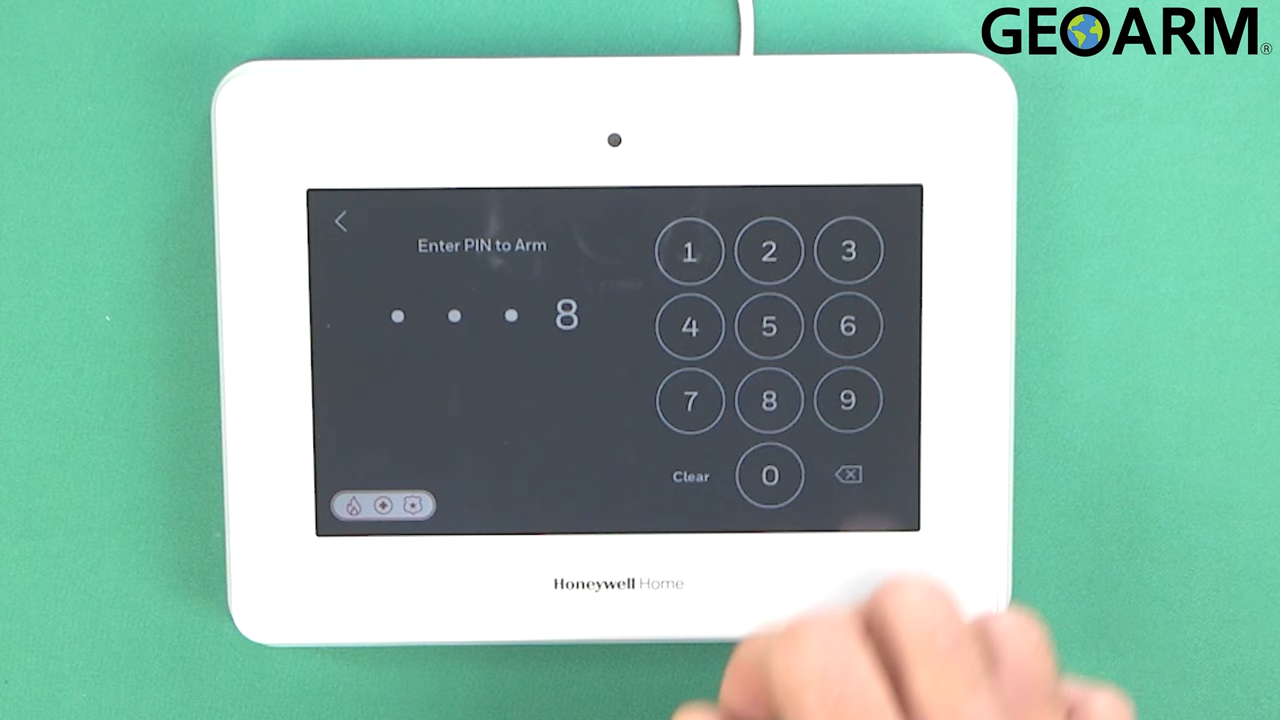 GEOARM®
Enter PIN to Arm
• • • 8
1 2 3
4 5 6
7 8 9
Clear 0
Honeywell Home